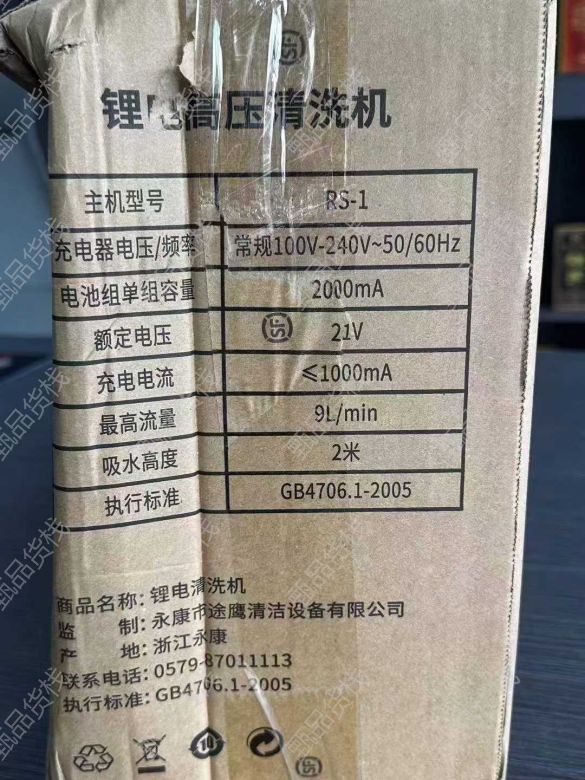 锂电高压清洗机
主机型号 RS-1
充电器电压/频率 常规100V-240V~50/60Hz
电池组单组容量 2000mA
额定电压 21V
充电电流 ≤1000mA
最高流量 9L/min
吸水高度 2米
执行标准 GB4706.1-2005
商品名称: 锂电清洗机
监 制: 永康市途鹰清洁设备有限公司
产 地: 浙江永康
联系电话: 0579-87011113
执行标准: GB4706.1-2005
10
甄品货栈